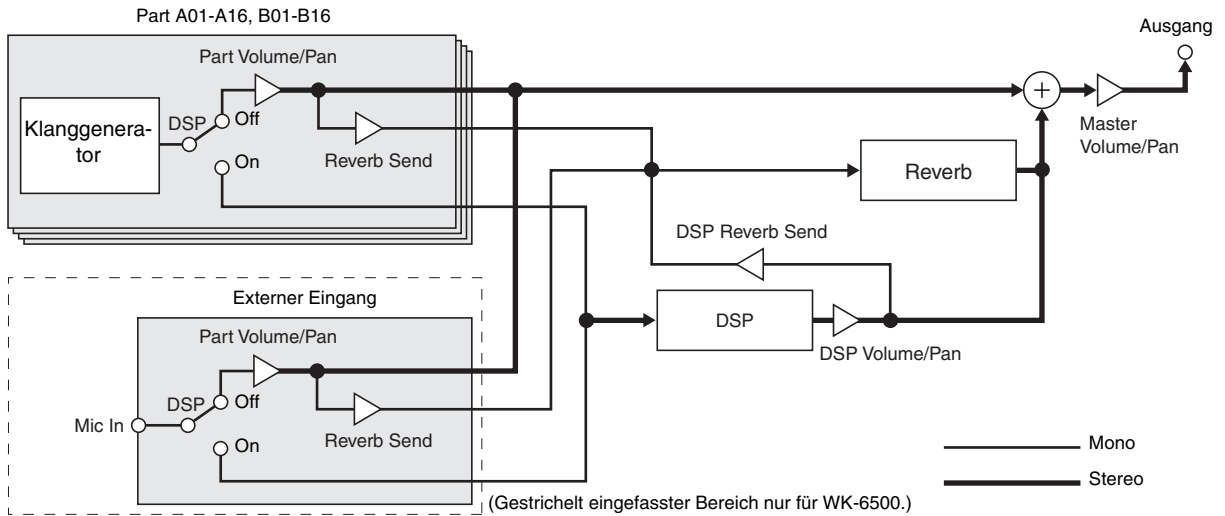 Part A01-A16, B01-B16
Ausgang
Part Volume/Pan
Klanggenera-
tor
DSP
Off
On
Reverb Send
Master
Volume/Pan
Reverb
DSP Reverb Send
Externer Eingang
Part Volume/Pan
DSP
DSP Volume/Pan
Mic In
DSP
Off
On
Reverb Send
Mono
Stereo
(Gestrichelt eingefasster Bereich nur für WK-6500.)